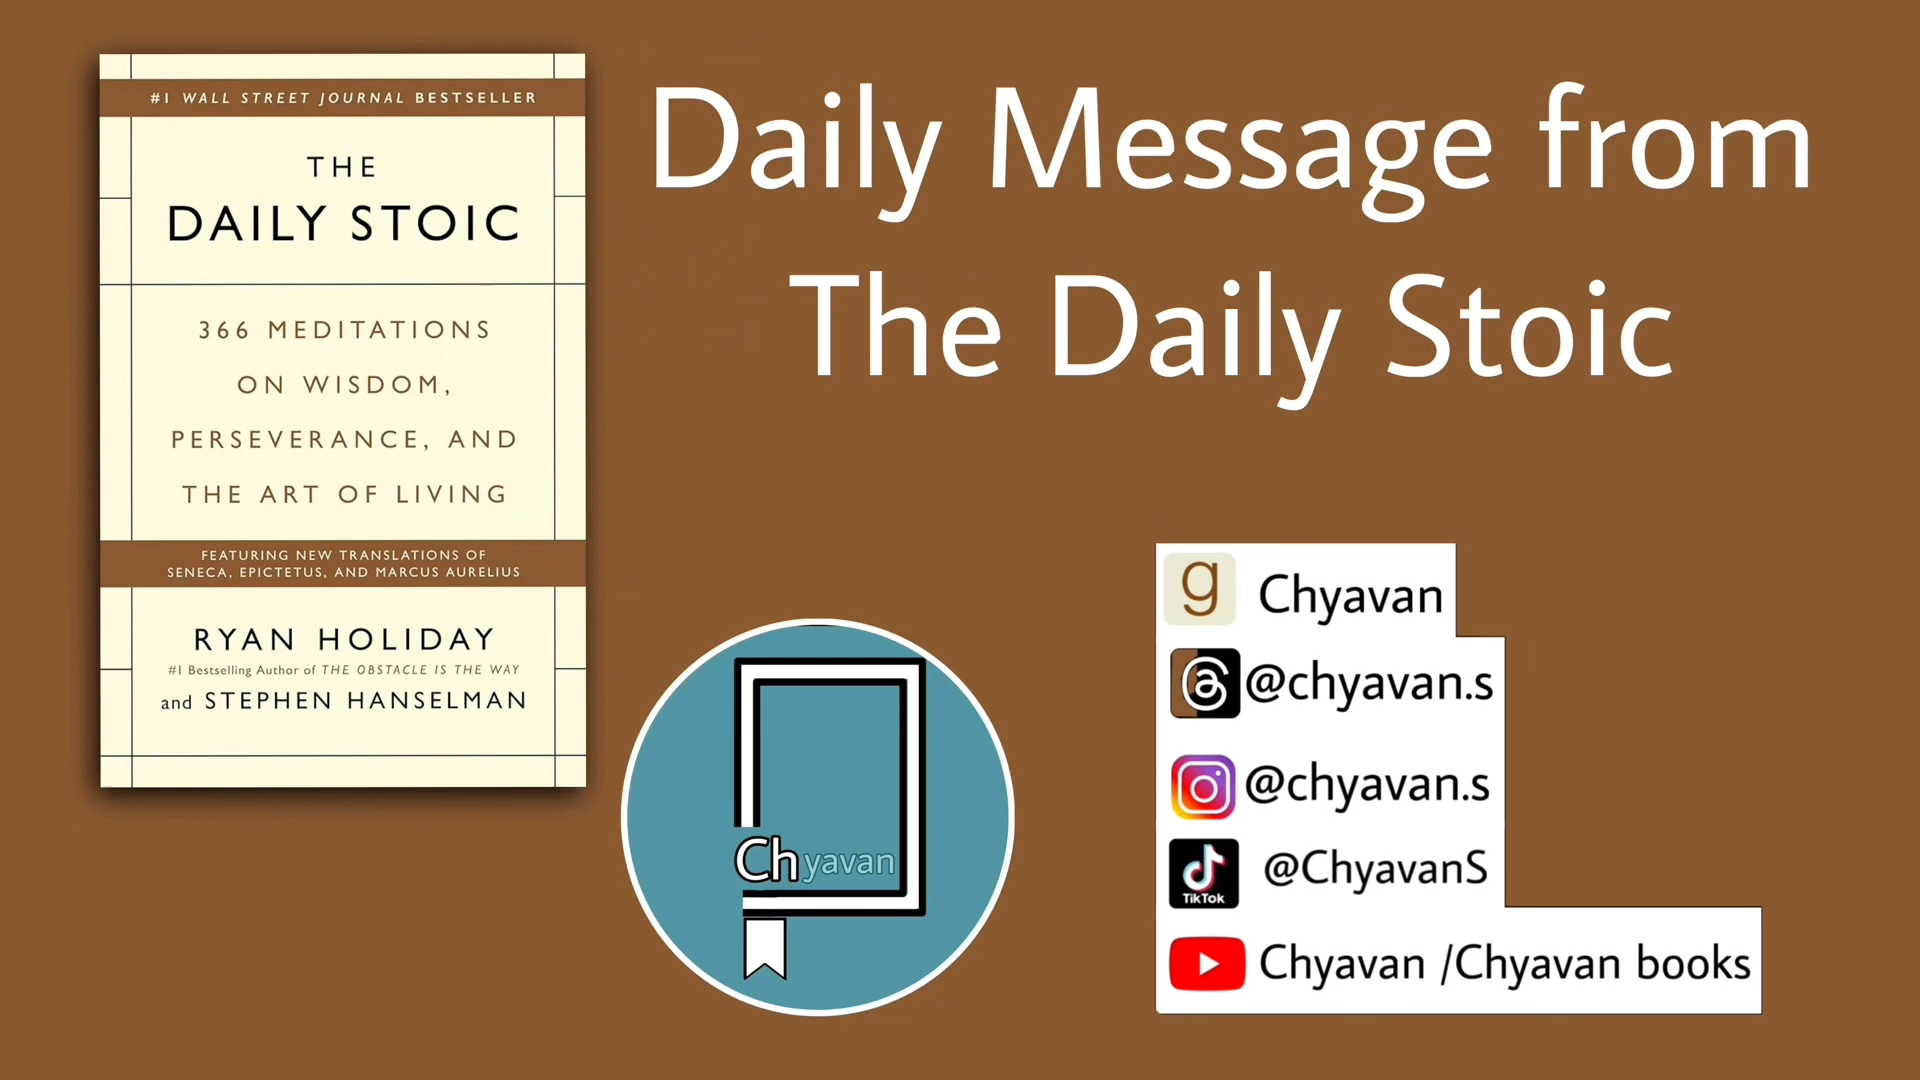 #1 WALL STREET JOURNAL BESTSELLER
THE
DAILY STOIC
366 MEDITATIONS
ON WISDOM,
PERSEVERANCE, AND
THE ART OF LIVING
FEATURING NEW TRANSLATIONS OF
SENECA, EPICTETUS, AND MARCUS AURELIUS
RYAN HOLIDAY
#1 Bestselling Author of THE OBSTACLE IS THE WAY
and STEPHEN HANSELMAN
Daily Message from
The Daily Stoic
Chyavan
g Chyavan
@chyavan.s
@chyavan.s
TikTok @ChyavanS
Chyavan /Chyavan books